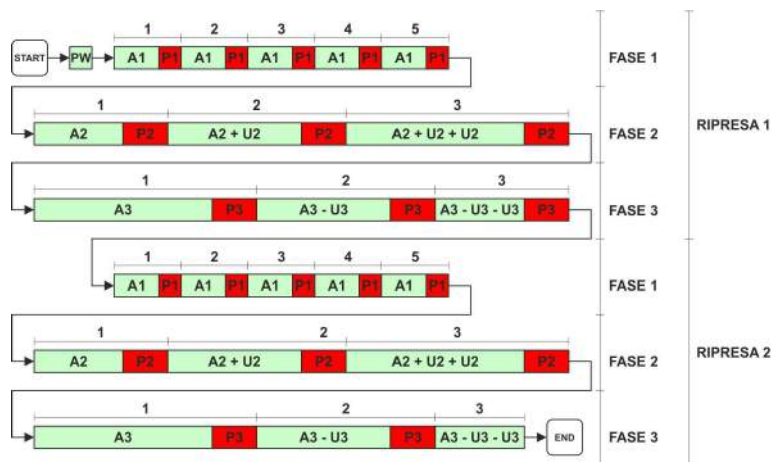 1 2 3 4 5
START PW A1 P1 A1 P1 A1 P1 A1 P1 A1 P1 FASE 1
1 2 3
A2 P2 A2 + U2 P2 A2 + U2 + U2 P2 FASE 2
RIPRESA 1
1 2 3
A3 P3 A3 - U3 P3 A3 - U3 - U3 P3 FASE 3
1 2 3 4 5
A1 P1 A1 P1 A1 P1 A1 P1 A1 P1 FASE 1
1 2 3
A2 P2 A2 + U2 P2 A2 + U2 + U2 P2 FASE 2
RIPRESA 2
1 2 3
A3 P3 A3 - U3 P3 A3 - U3 - U3 END FASE 3